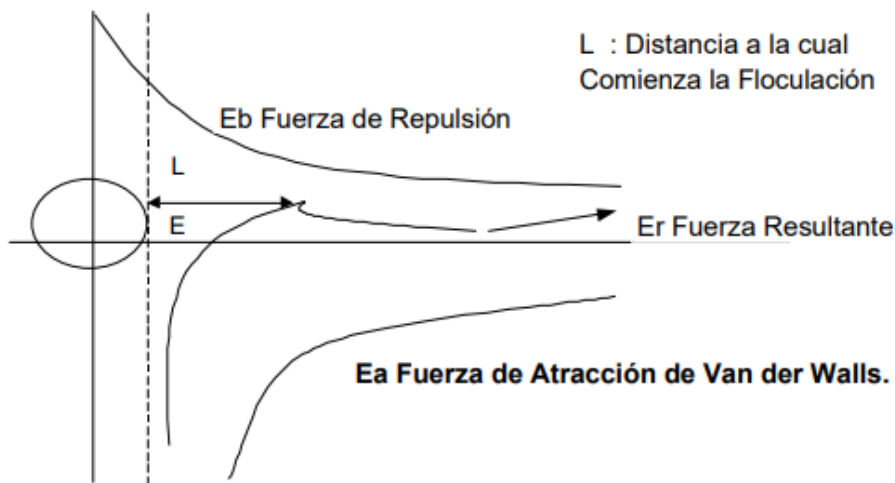 L : Distancia a la cual
Comienza la Floculación
Eb Fuerza de Repulsión
L
E
Er Fuerza Resultante
Ea Fuerza de Atracción de Van der Walls.